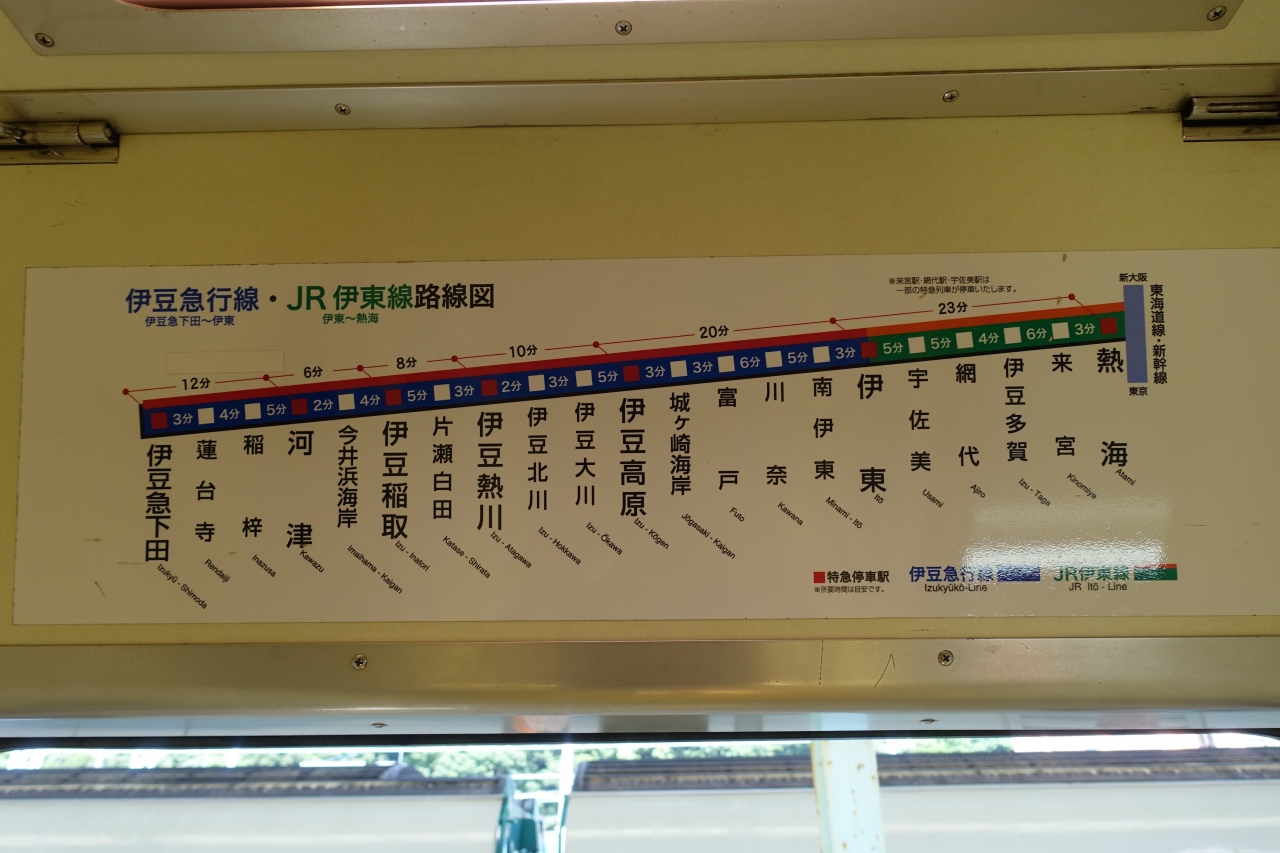 伊豆急行線・JR伊東線路線図
伊豆急下田〜伊東
伊東〜熱海
※来宮駅・網代駅・宇佐美駅は
一部の特急列車が停車いたします。
新大阪
東海道線・新幹線
東京
12分 6分 8分 10分 20分 23分
3分 4分 5分 2分 4分 5分 3分 2分 3分 5分 3分 3分 6分 5分 3分 5分 5分 4分 6分 3分
伊豆急下田
Izukyū - Shimoda
蓮台寺
Rendaiji
稲梓
Inazusa
河津
Kawazu
今井浜海岸
Imaihama - Kaigan
伊豆稲取
Izu - Inatori
片瀬白田
Katase - Shirata
伊豆熱川
Izu - Atagawa
伊豆北川
Izu - Hokkawa
伊豆大川
Izu - Ōkawa
伊豆高原
Izu - Kōgen
城ヶ崎海岸
Jōgasaki - Kaigan
富戸
Futo
川奈
Kawana
南伊東
Minami - Itō
伊東
Itō
宇佐美
Usami
網代
Ajiro
伊豆多賀
Izu - Taga
来宮
Kinomiya
熱海
Atami
特急停車駅
※所要時間は目安です。
伊豆急行線
Izukyūkō-Line
JR伊東線
JR Itō - Line